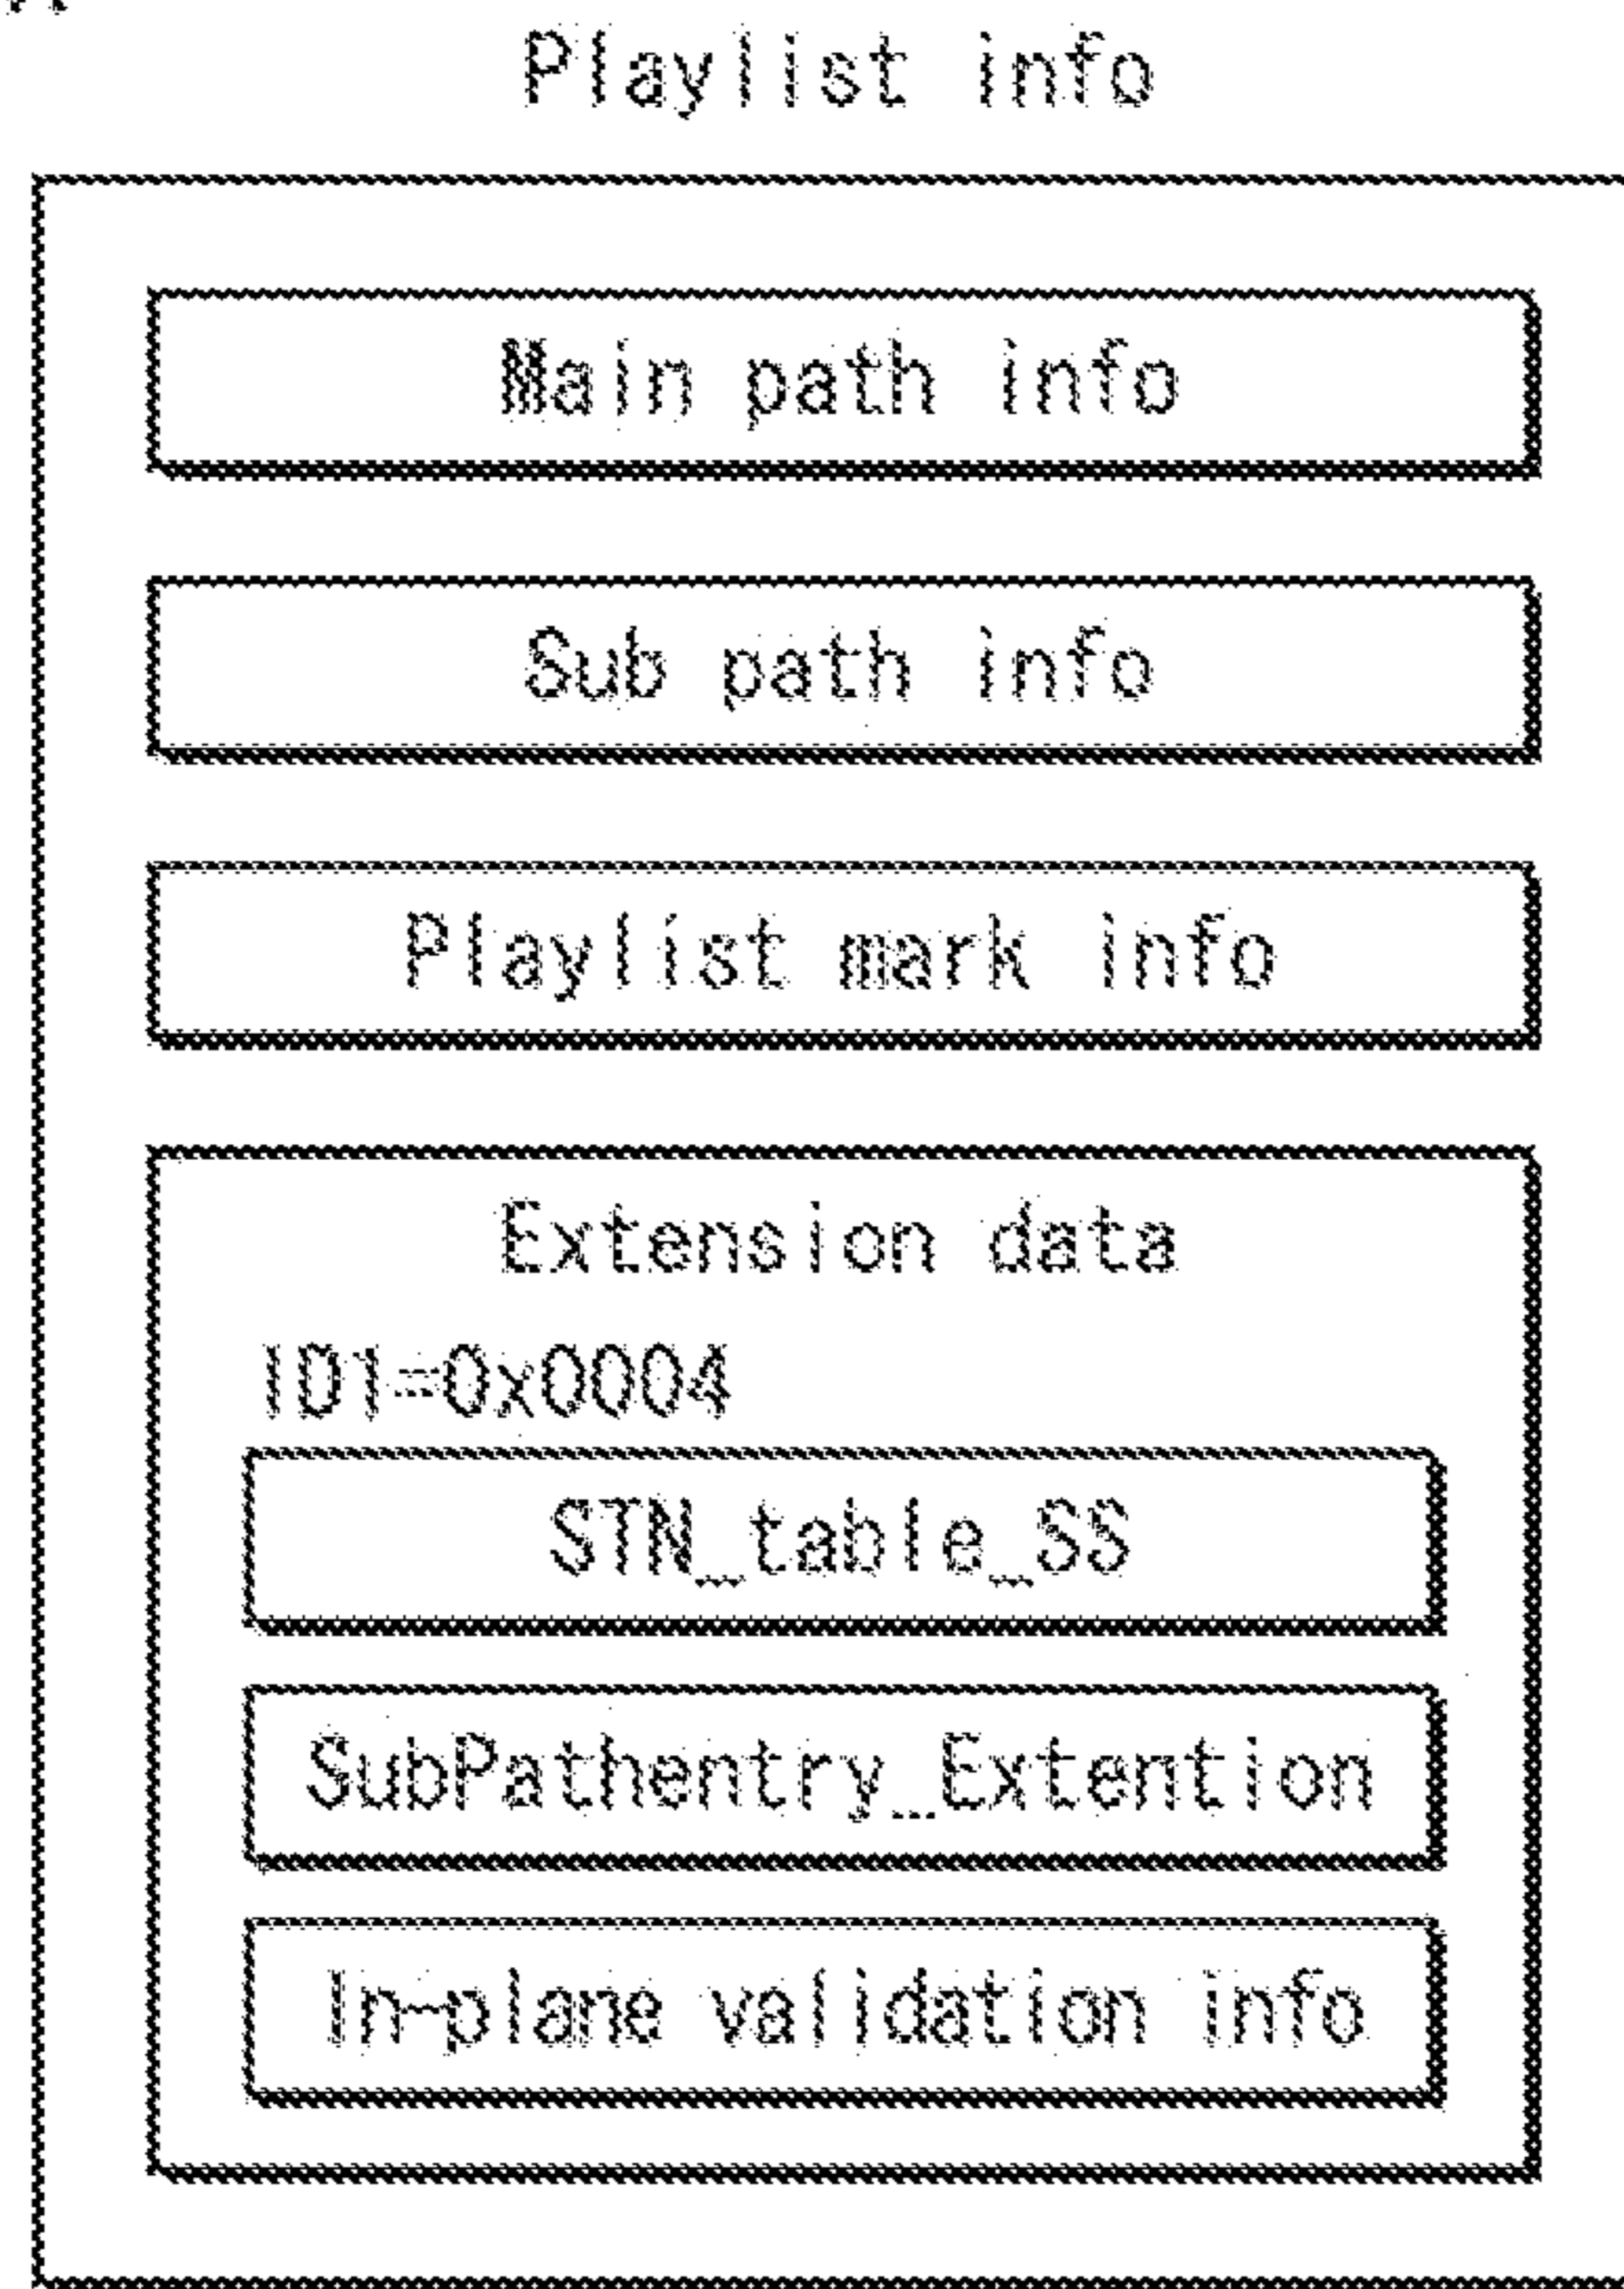 Playlist info
Main path info
Sub path info
Playlist mark info
Extension data
ID1=0x0004
STN_table_SS
SubPathentry_Extention
In-plane validation info